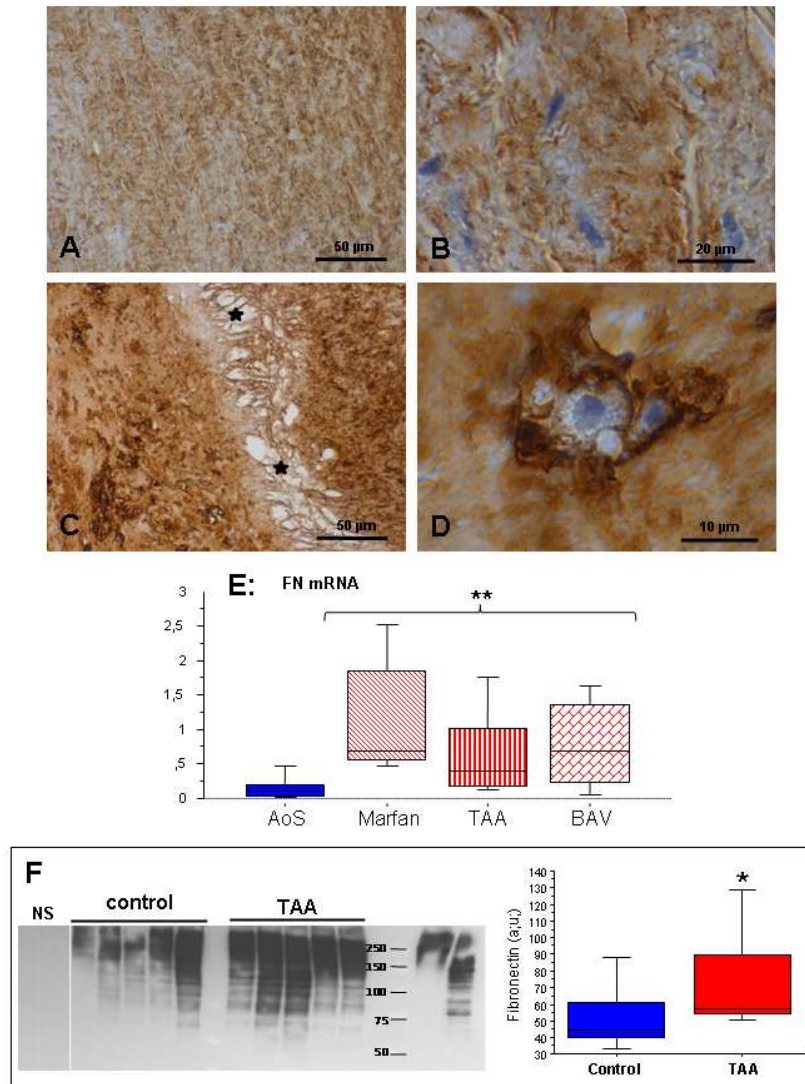 A
50 µm
B
20 µm
C
50 µm
D
10 µm
E: FN mRNA
**
3
2,5
2
1,5
1
,5
0
AoS Marfan TAA BAV
F
NS control TAA
250
150
100
75
50
*
Fibronectin (a;u;)
140
130
120
110
100
90
80
70
60
50
40
30
Control TAA